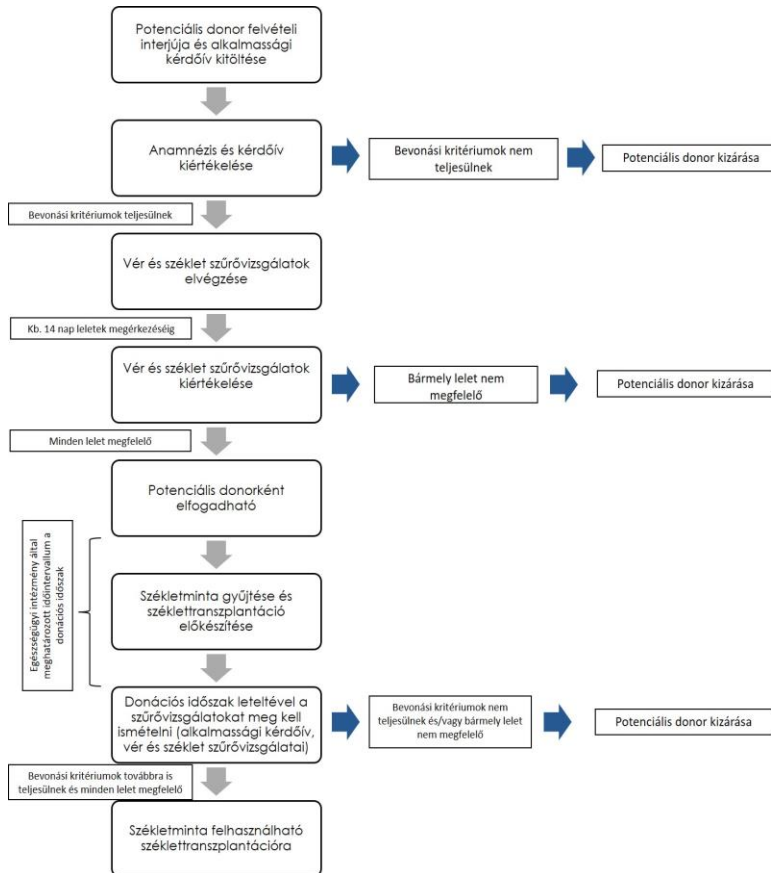 Potenciális donor felvételi
interjúja és alkalmassági
kérdőív kitöltése
Anamnézis és kérdőív
kiértékelése
Bevonási kritériumok nem
teljesülnek
Potenciális donor kizárása
Bevonási kritériumok teljesülnek
Vér és széklet szűrővizsgálatok
elvégzése
Kb. 14 nap leletek megérkezéséig
Vér és széklet szűrővizsgálatok
kiértékelése
Bármely lelet nem
megfelelő
Potenciális donor kizárása
Minden lelet megfelelő
Potenciális donorként
elfogadható
Egészségügyi intézmény által
meghatározott időintervallum a
donációs időszak
Székletminta gyűjtése és
széklettranszplantáció
előkészítése
Donációs időszak leteltével a
szűrővizsgálatokat meg kell
ismételni (alkalmassági kérdőív,
vér és széklet szűrővizsgálatai)
Bevonási kritériumok nem
teljesülnek és/vagy bármely lelet
nem megfelelő
Potenciális donor kizárása
Bevonási kritériumok továbbra is
teljesülnek és minden lelet megfelelő
Székletminta felhasználható
széklettranszplantációra